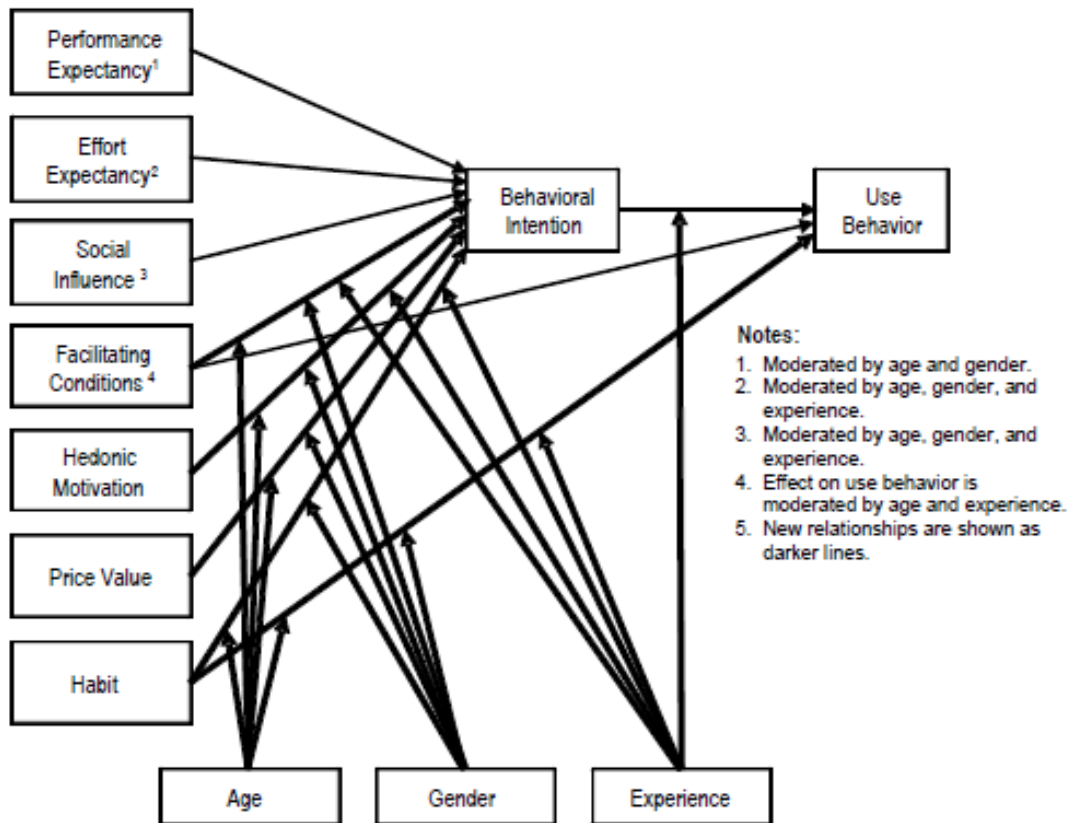 Performance
Expectancy¹
Effort
Expectancy²
Social
Influence ³
Facilitating
Conditions ⁴
Hedonic
Motivation
Price Value
Habit
Behavioral
Intention
Use
Behavior
Notes:
1. Moderated by age and gender.
2. Moderated by age, gender, and
experience.
3. Moderated by age, gender, and
experience.
4. Effect on use behavior is
moderated by age and experience.
5. New relationships are shown as
darker lines.
Age
Gender
Experience